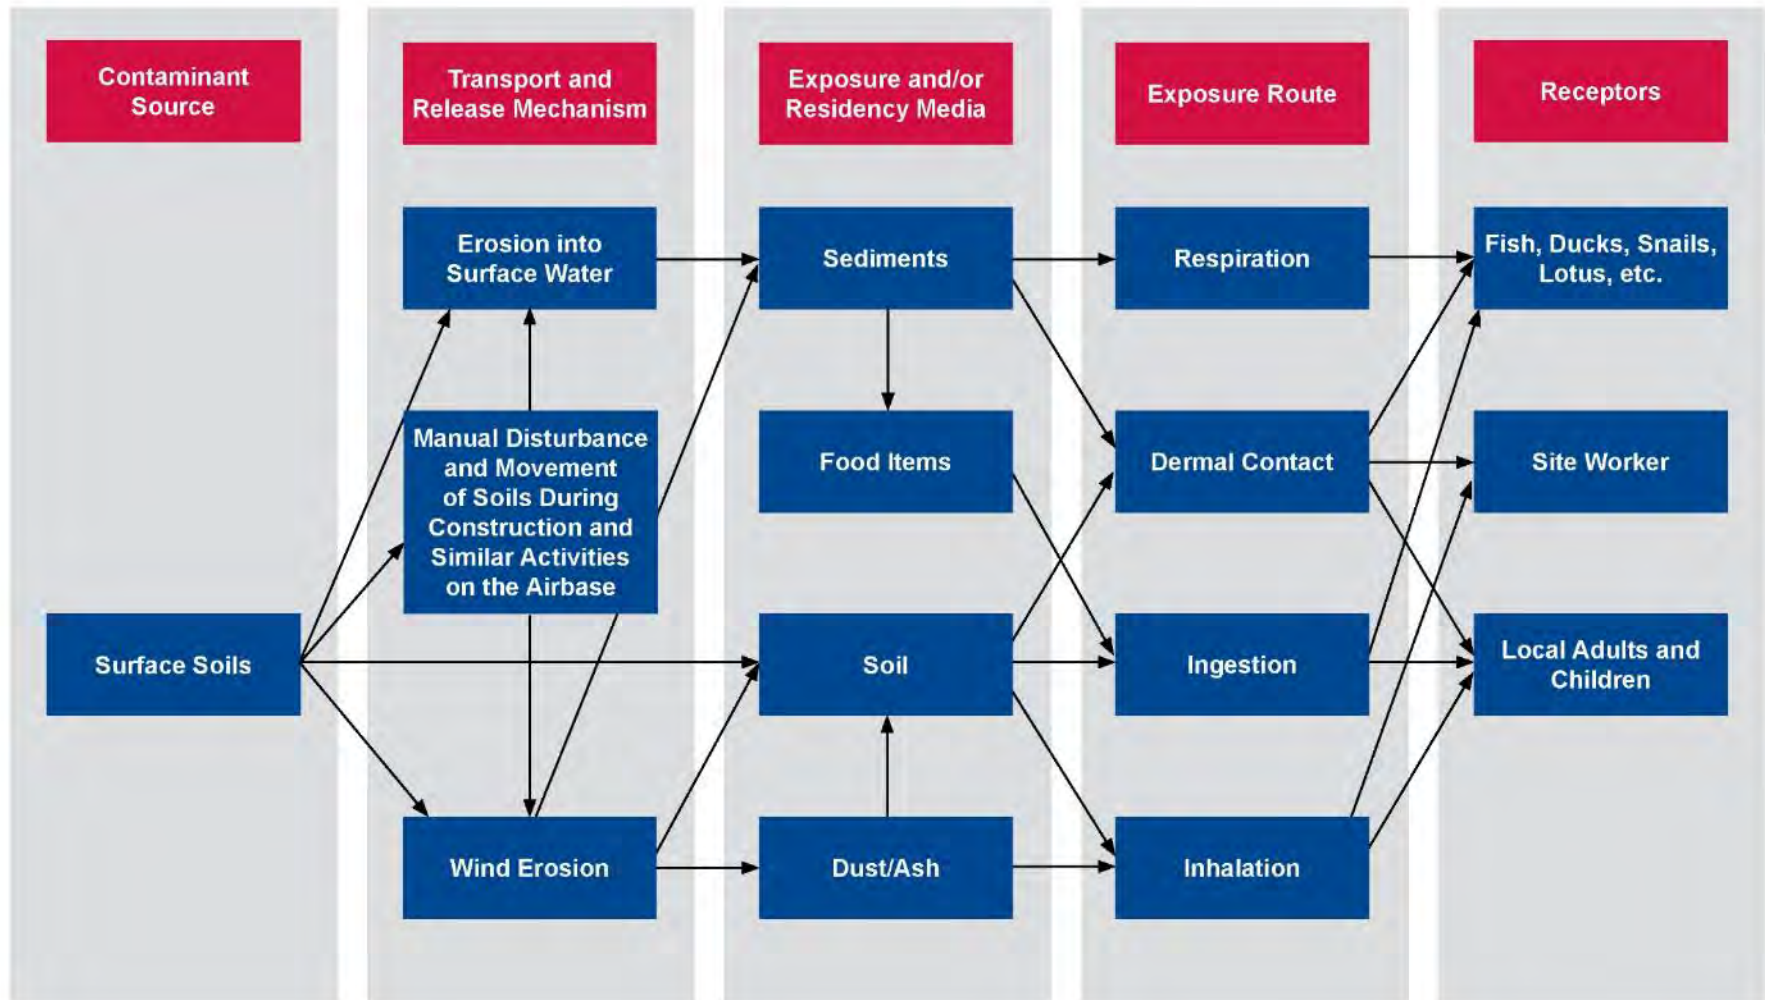 Contaminant
Source
Transport and
Release Mechanism
Exposure and/or
Residency Media
Exposure Route
Receptors
Erosion into
Surface Water
Sediments
Respiration
Fish, Ducks, Snails,
Lotus, etc.
Manual Disturbance
and Movement
of Soils During
Construction and
Similar Activities
on the Airbase
Food Items
Dermal Contact
Site Worker
Surface Soils
Soil
Ingestion
Local Adults and
Children
Wind Erosion
Dust/Ash
Inhalation